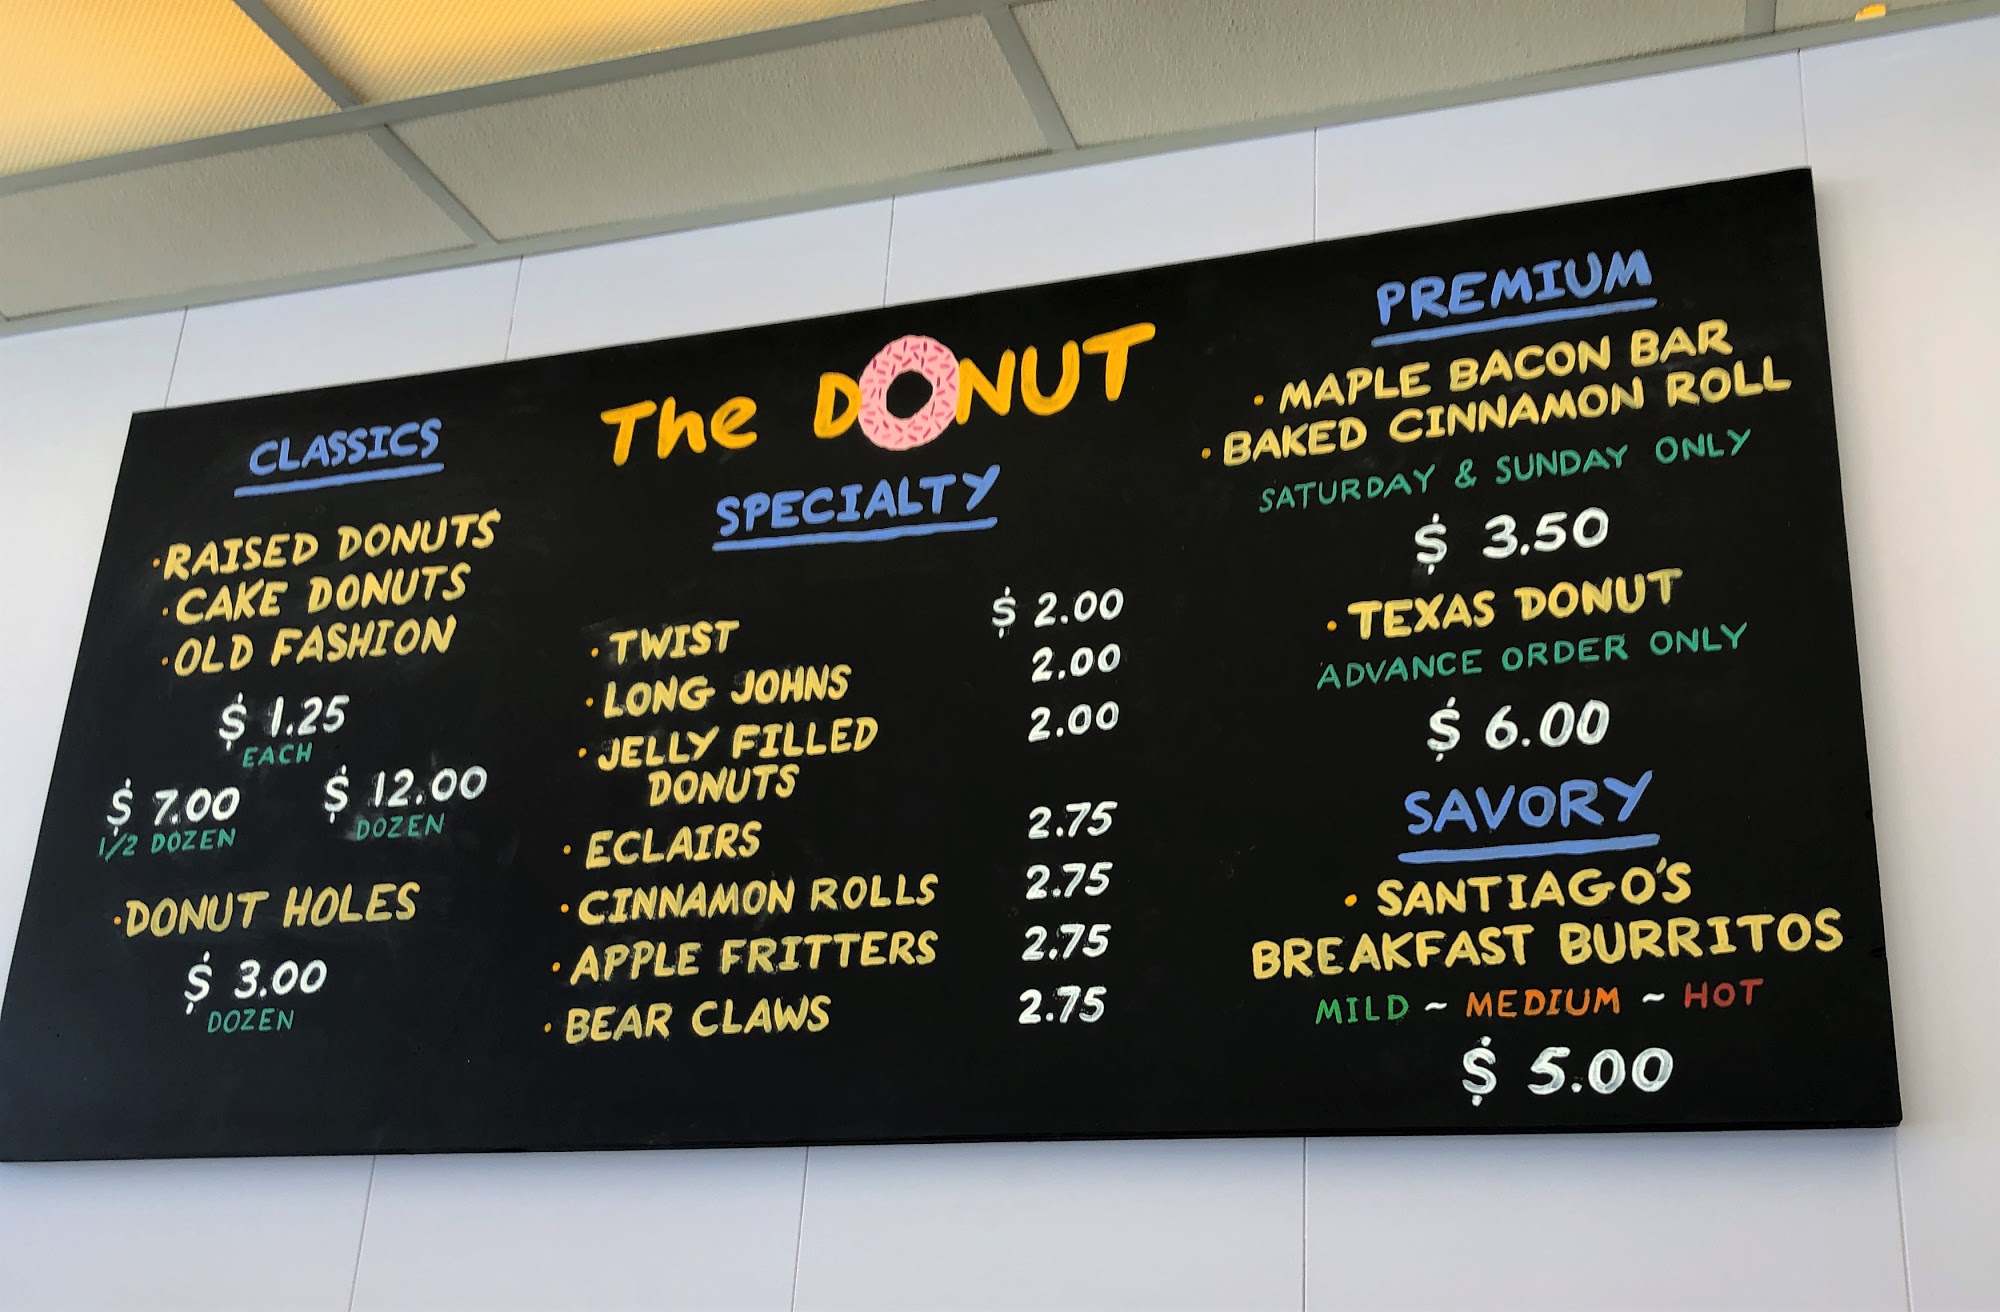 The DONUT
CLASSICS
· RAISED DONUTS
· CAKE DONUTS
· OLD FASHION
$ 1.25
EACH
$ 7.00 $ 12.00
1/2 DOZEN DOZEN
· DONUT HOLES
$ 3.00
DOZEN
SPECIALTY
· TWIST $ 2.00
· LONG JOHNS 2.00
· JELLY FILLED 2.00
DONUTS
· ECLAIRS 2.75
· CINNAMON ROLLS 2.75
· APPLE FRITTERS 2.75
· BEAR CLAWS 2.75
PREMIUM
· MAPLE BACON BAR
· BAKED CINNAMON ROLL
SATURDAY & SUNDAY ONLY
$ 3.50
· TEXAS DONUT
ADVANCE ORDER ONLY
$ 6.00
SAVORY
· SANTIAGO'S
BREAKFAST BURRITOS
MILD ~ MEDIUM ~ HOT
$ 5.00